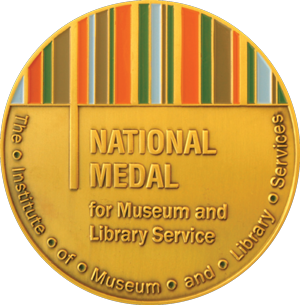 NATIONAL
MEDAL
for Museum and
Library Service
The • Institute • of • Museum • and • Library • Services